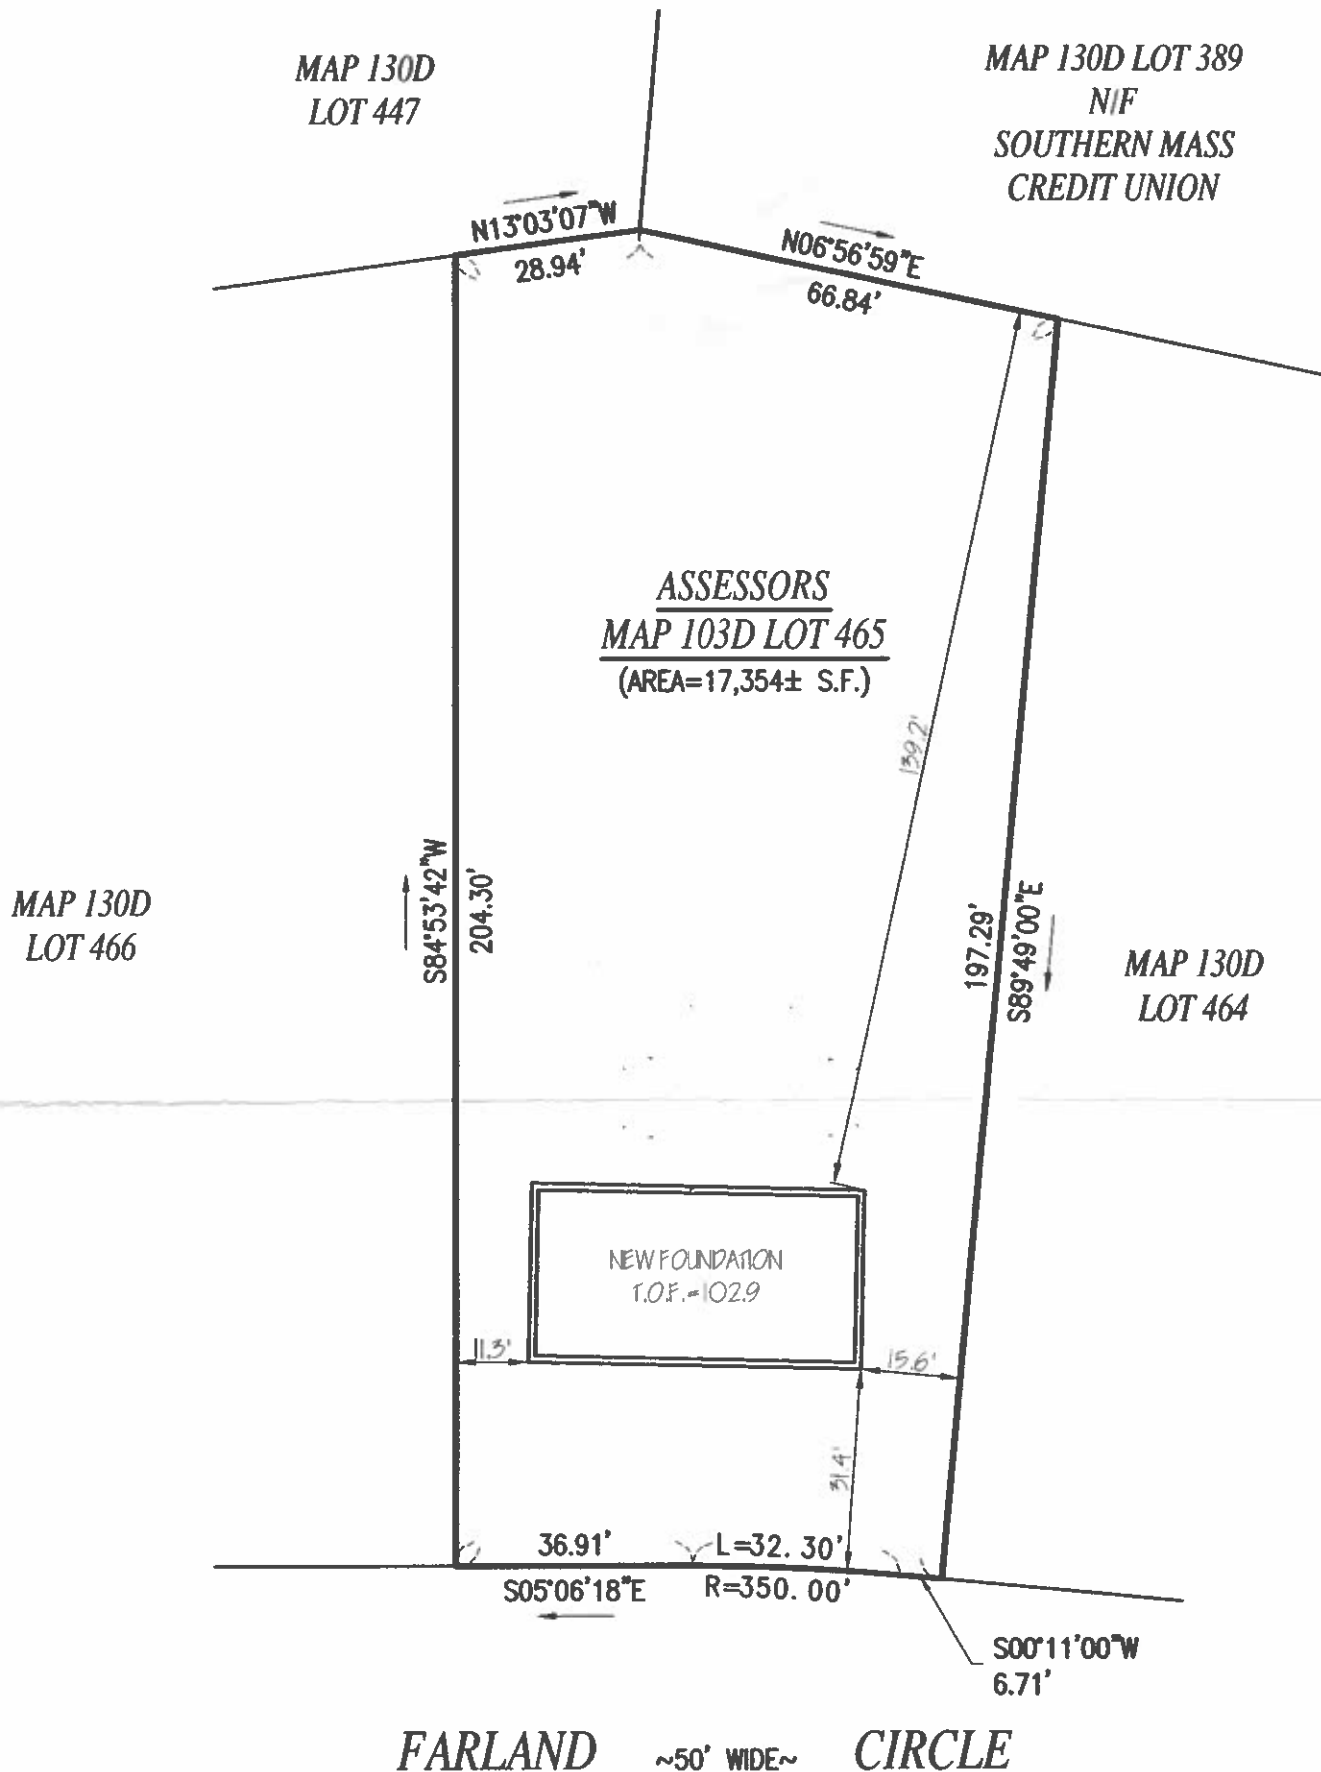 MAP 130D
LOT 447
MAP 130D LOT 389
N/F
SOUTHERN MASS
CREDIT UNION
N13°03'07"W
28.94'
N06°56'59"E
66.84'
ASSESSORS
MAP 103D LOT 465
(AREA=17,354± S.F.)
139.2'
S84°53'42"W
204.30'
MAP 130D
LOT 466
197.29'
S89°49'00"E
MAP 130D
LOT 464
NEW FOUNDATION
T.O.F.=102.9
11.3'
15.6'
31.4'
36.91'
L=32. 30'
S05°06'18"E
R=350. 00'
S00°11'00"W
6.71'
FARLAND ~50' WIDE~ CIRCLE